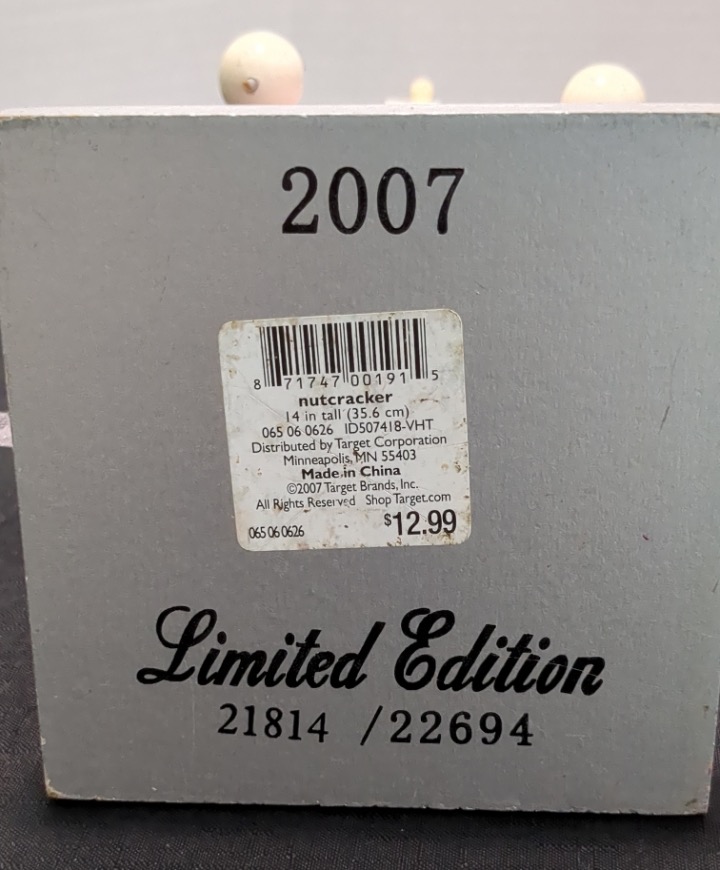 2007
8 71747 00191 5
nutcracker
14 in tall (35.6 cm)
065 06 0626 ID507418-VHT
Distributed by Target Corporation
Minneapolis, MN 55403
Made in China
©2007 Target Brands, Inc.
All Rights Reserved Shop Target.com
065 06 0626 $12.99
Limited Edition
21814 /22694